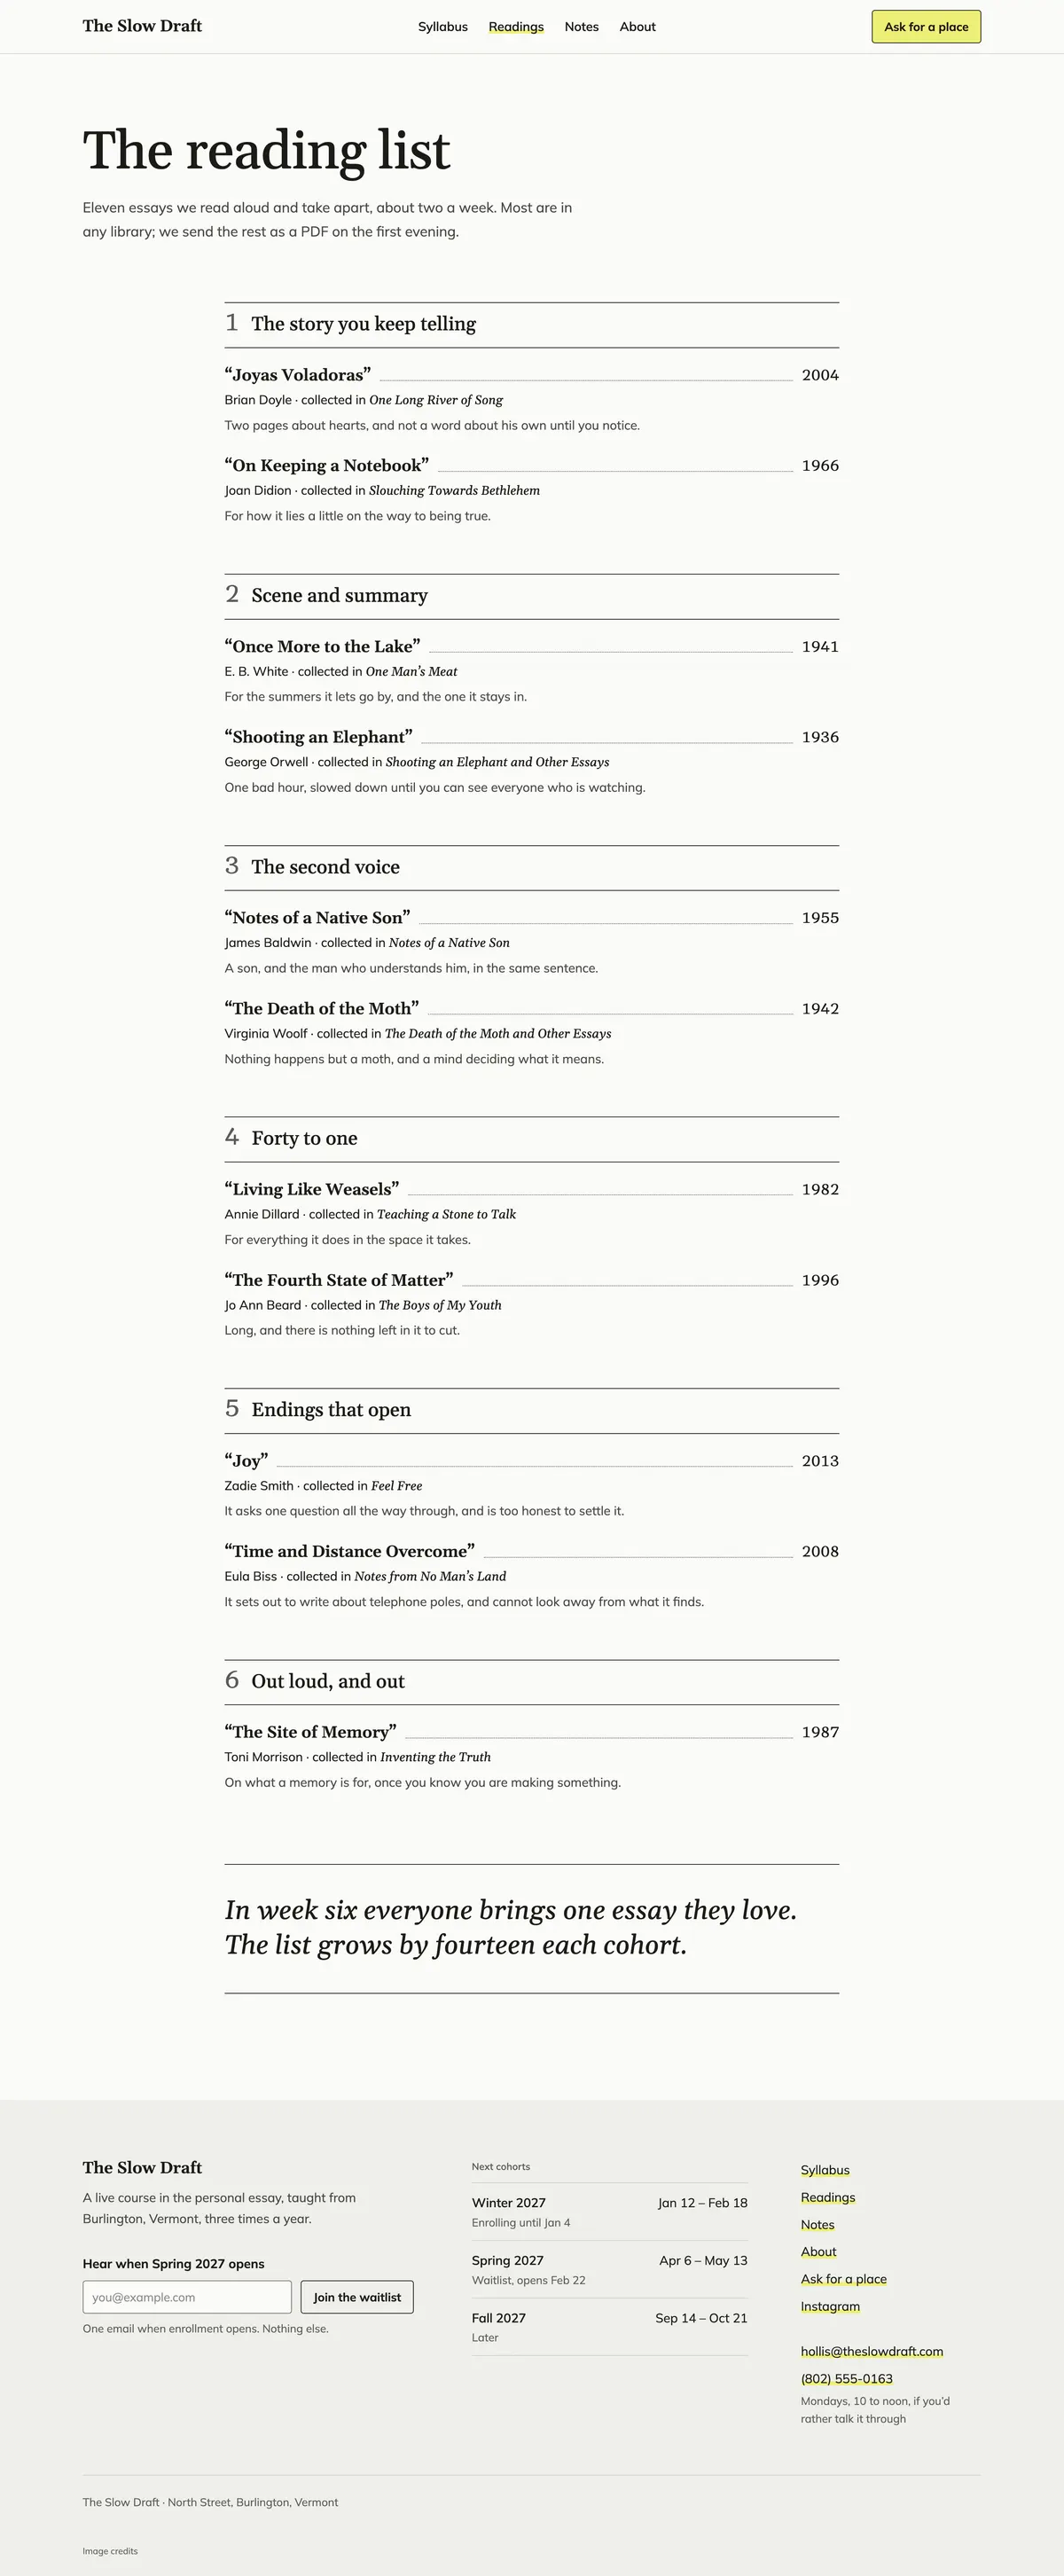 The Slow Draft
Syllabus Readings Notes About
Ask for a place
The reading list
Eleven essays we read aloud and take apart, about two a week. Most are in
any library; we send the rest as a PDF on the first evening.
1 The story you keep telling
“Joyas Voladoras” 2004
Brian Doyle · collected in One Long River of Song
Two pages about hearts, and not a word about his own until you notice.
“On Keeping a Notebook” 1966
Joan Didion · collected in Slouching Towards Bethlehem
For how it lies a little on the way to being true.
2 Scene and summary
“Once More to the Lake” 1941
E. B. White · collected in One Man’s Meat
For the summers it lets go by, and the one it stays in.
“Shooting an Elephant” 1936
George Orwell · collected in Shooting an Elephant and Other Essays
One bad hour, slowed down until you can see everyone who is watching.
3 The second voice
“Notes of a Native Son” 1955
James Baldwin · collected in Notes of a Native Son
A son, and the man who understands him, in the same sentence.
“The Death of the Moth” 1942
Virginia Woolf · collected in The Death of the Moth and Other Essays
Nothing happens but a moth, and a mind deciding what it means.
4 Forty to one
“Living Like Weasels” 1982
Annie Dillard · collected in Teaching a Stone to Talk
For everything it does in the space it takes.
“The Fourth State of Matter” 1996
Jo Ann Beard · collected in The Boys of My Youth
Long, and there is nothing left in it to cut.
5 Endings that open
“Joy” 2013
Zadie Smith · collected in Feel Free
It asks one question all the way through, and is too honest to settle it.
“Time and Distance Overcome” 2008
Eula Biss · collected in Notes from No Man’s Land
It sets out to write about telephone poles, and cannot look away from what it finds.
6 Out loud, and out
“The Site of Memory” 1987
Toni Morrison · collected in Inventing the Truth
On what a memory is for, once you know you are making something.
In week six everyone brings one essay they love.
The list grows by fourteen each cohort.
The Slow Draft
A live course in the personal essay, taught from
Burlington, Vermont, three times a year.
Hear when Spring 2027 opens
you@example.com
Join the waitlist
One email when enrollment opens. Nothing else.
Next cohorts
Winter 2027 Jan 12 – Feb 18
Enrolling until Jan 4
Spring 2027 Apr 6 – May 13
Waitlist, opens Feb 22
Fall 2027 Sep 14 – Oct 21
Later
Syllabus
Readings
Notes
About
Ask for a place
Instagram
hollis@theslowdraft.com
(802) 555-0163
Mondays, 10 to noon, if you’d
rather talk it through
The Slow Draft · North Street, Burlington, Vermont
Image credits